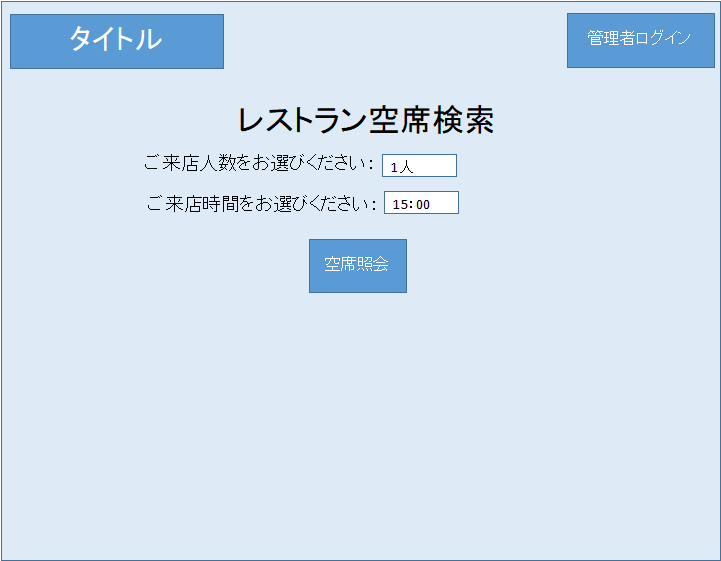 タイトル
管理者ログイン
レストラン空席検索
ご来店人数をお選びください： 1人
ご来店時間をお選びください： 15:00
空席照会